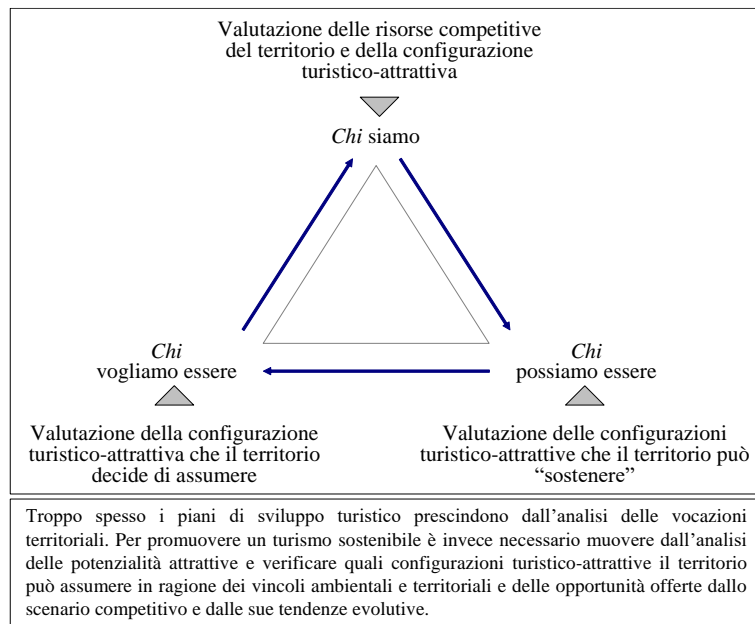 Valutazione delle risorse competitive
del territorio e della configurazione
turistico-attrattiva
Chi siamo
Chi
vogliamo essere
Chi
possiamo essere
Valutazione della configurazione
turistico-attrattiva che il territorio
decide di assumere
Valutazione delle configurazioni
turistico-attrattive che il territorio può
“sostenere”
Troppo spesso i piani di sviluppo turistico prescindono dall’analisi delle vocazioni
territoriali. Per promuovere un turismo sostenibile è invece necessario muovere dall’analisi
delle potenzialità attrattive e verificare quali configurazioni turistico-attrattive il territorio
può assumere in ragione dei vincoli ambientali e territoriali e delle opportunità offerte dallo
scenario competitivo e dalle sue tendenze evolutive.